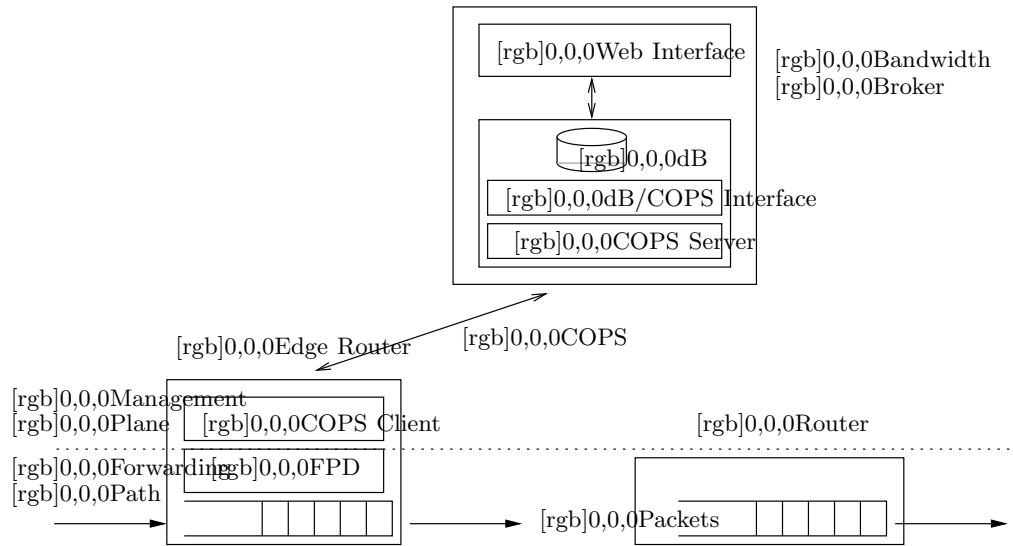 [rgb]0,0,0Web Interface
[rgb]0,0,0Bandwidth
[rgb]0,0,0Broker
[rgb]0,0,0dB
[rgb]0,0,0dB/COPS Interface
[rgb]0,0,0COPS Server
[rgb]0,0,0Edge Router
[rgb]0,0,0COPS
[rgb]0,0,0Management
[rgb]0,0,0Plane
[rgb]0,0,0COPS Client
[rgb]0,0,0Router
[rgb]0,0,0Forwarding
[rgb]0,0,0Path
[rgb]0,0,0FPD
[rgb]0,0,0Packets